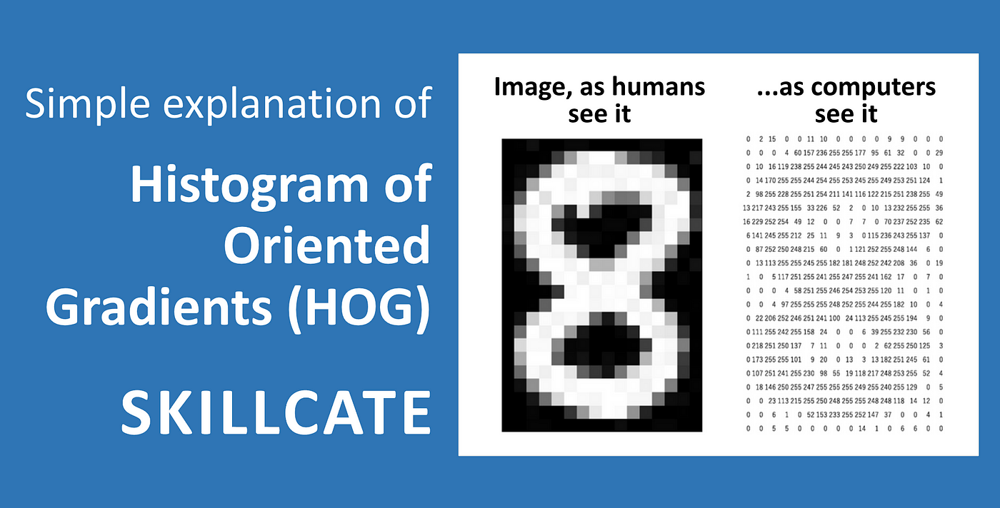 Simple explanation of
Histogram of
Oriented
Gradients (HOG)
SKILLCATE
Image, as humans
see it
...as computers
see it
0 2 15 0 0 11 10 0 0 0 0 9 9 0 0 0
0 0 0 4 60 157 236 255 255 177 95 61 32 0 0 29
0 10 16 119 238 255 244 245 243 250 249 255 222 103 10 0
0 14 170 255 255 244 254 255 253 245 255 249 253 251 124 1
2 98 255 228 255 251 254 211 141 116 122 215 251 238 255 49
13 217 243 255 155 33 226 52 2 0 10 13 232 255 255 36
16 229 252 254 49 12 0 0 7 7 0 70 237 252 235 62
6 141 245 255 212 25 11 9 3 0 115 236 243 255 137 0
0 87 252 250 248 215 60 0 1 121 252 255 248 144 6 0
0 13 113 255 255 245 255 182 181 248 252 242 208 36 0 19
1 0 5 117 251 255 241 255 247 255 241 162 17 0 7 0
0 0 0 4 58 251 255 246 254 253 255 120 11 0 1 0
0 0 4 97 255 255 255 248 252 255 244 255 182 10 0 4
0 22 206 252 246 251 241 100 24 113 255 245 255 194 9 0
0 111 255 242 255 158 24 0 0 6 39 255 232 230 56 0
0 218 251 250 137 7 11 0 0 0 2 62 255 250 125 3
0 173 255 255 101 9 20 0 13 3 13 182 251 245 61 0
0 107 251 241 255 230 98 55 19 118 217 248 253 255 52 4
0 18 146 250 255 247 255 255 255 249 255 240 255 129 0 5
0 0 23 113 215 255 250 248 255 255 248 248 118 14 12 0
0 0 6 1 0 52 153 233 255 252 147 37 0 0 4 1
0 0 5 5 0 0 0 0 0 14 1 0 6 6 0 0